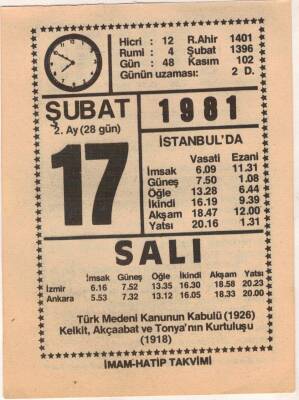 Hicri : 12 R.Ahir 1401
Rumi : 4 Şubat 1396
Gün : 48 Kasım 102
Günün uzaması: 2 D.
ŞUBAT
2. Ay (28 gün)
17
1981
İSTANBUL'DA
Vasati Ezani
İmsak 6.09 11.31
Güneş 7.50 1.08
Öğle 13.28 6.44
İkindi 16.19 9.39
Akşam 18.47 12.00
Yatsı 20.16 1.31
SALI
İmsak Güneş Öğle İkindi Akşam Yatsı
İzmir 6.16 7.52 13.35 16.30 18.58 20.23
Ankara 5.53 7.32 13.12 16.05 18.33 20.00
Türk Medeni Kanunun Kabulü (1926)
Kelkit, Akçaabat ve Tonya'nın Kurtuluşu
(1918)
İMAM-HATİP TAKVİMİ